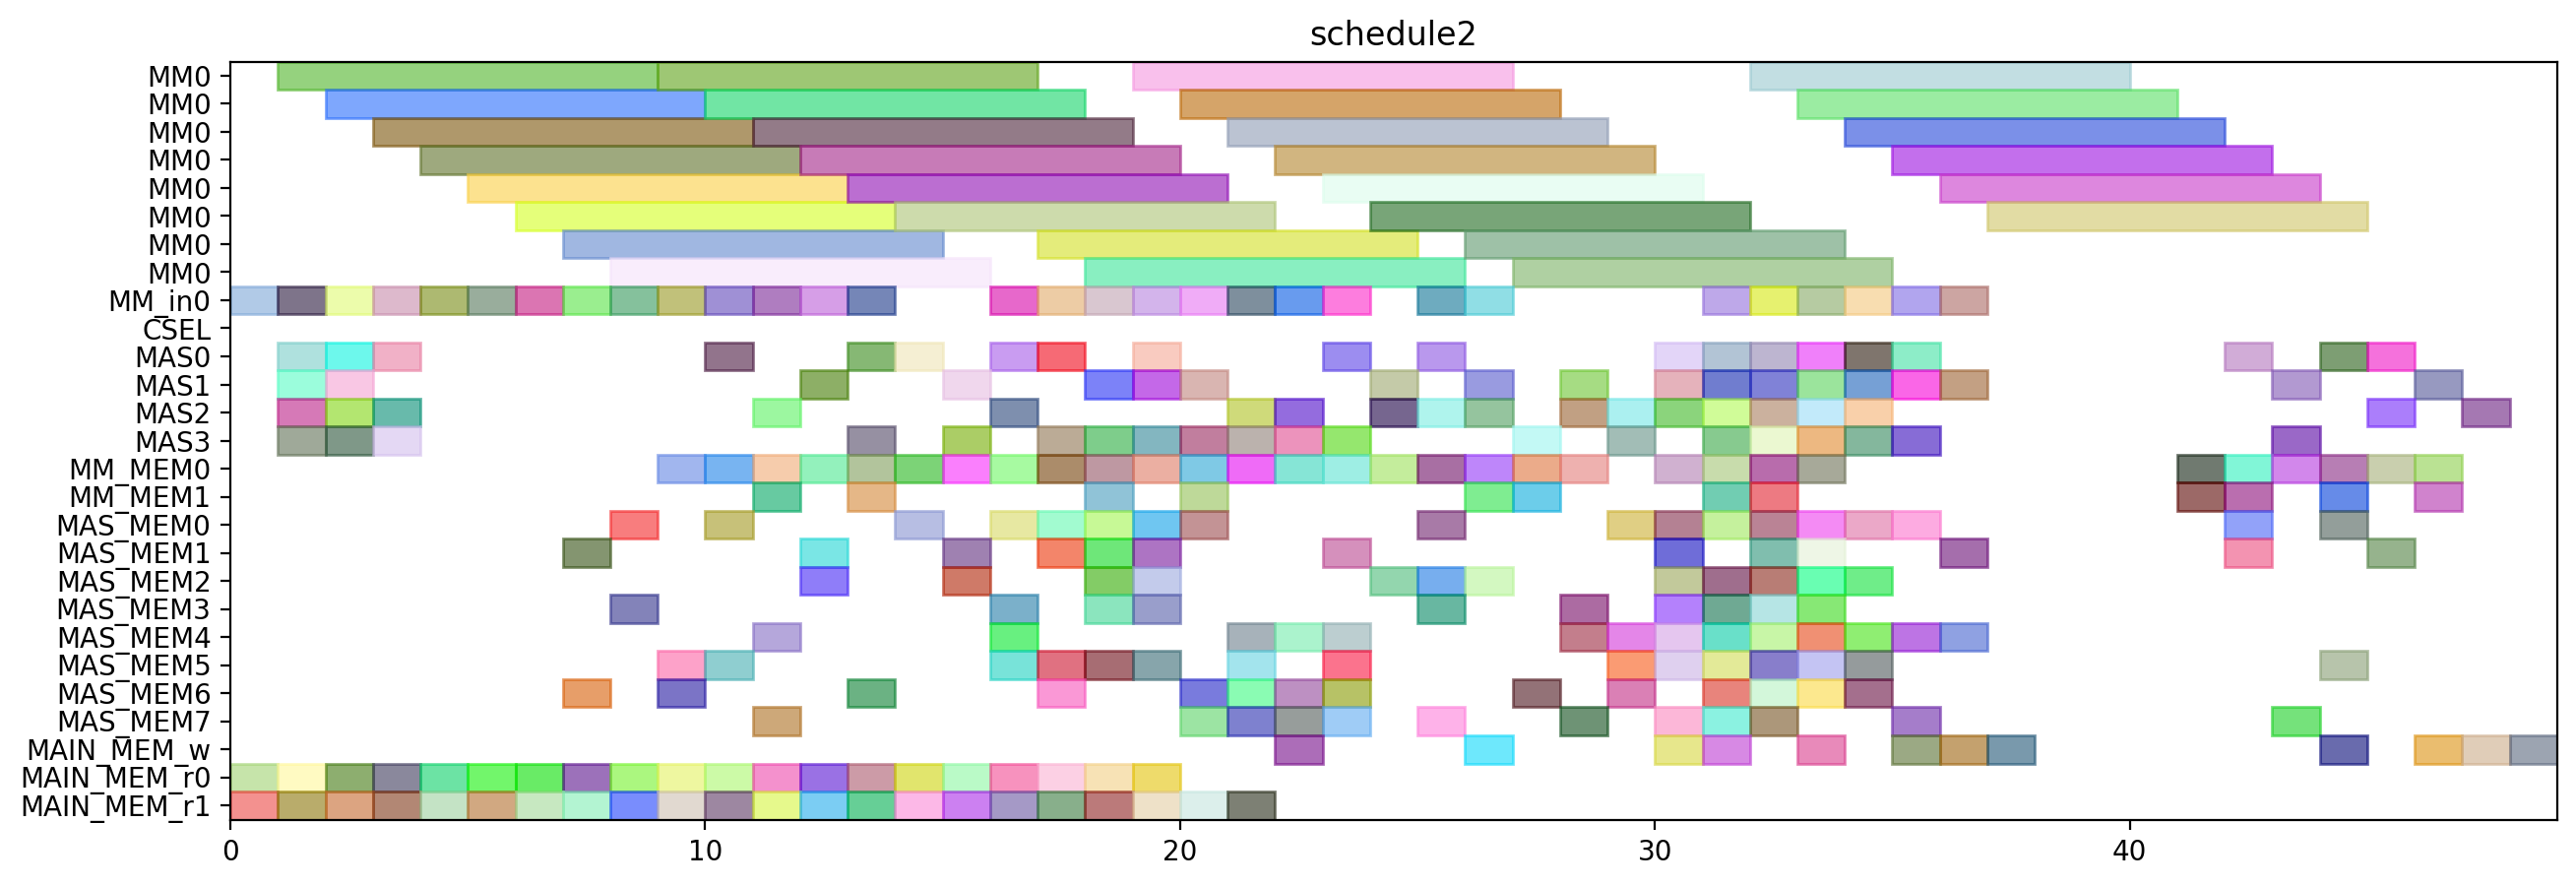 schedule2
MM0
MM0
MM0
MM0
MM0
MM0
MM0
MM0
MM_in0
CSEL
MAS0
MAS1
MAS2
MAS3
MM_MEM0
MM_MEM1
MAS_MEM0
MAS_MEM1
MAS_MEM2
MAS_MEM3
MAS_MEM4
MAS_MEM5
MAS_MEM6
MAS_MEM7
MAIN_MEM_w
MAIN_MEM_r0
MAIN_MEM_r1
0 10 20 30 40